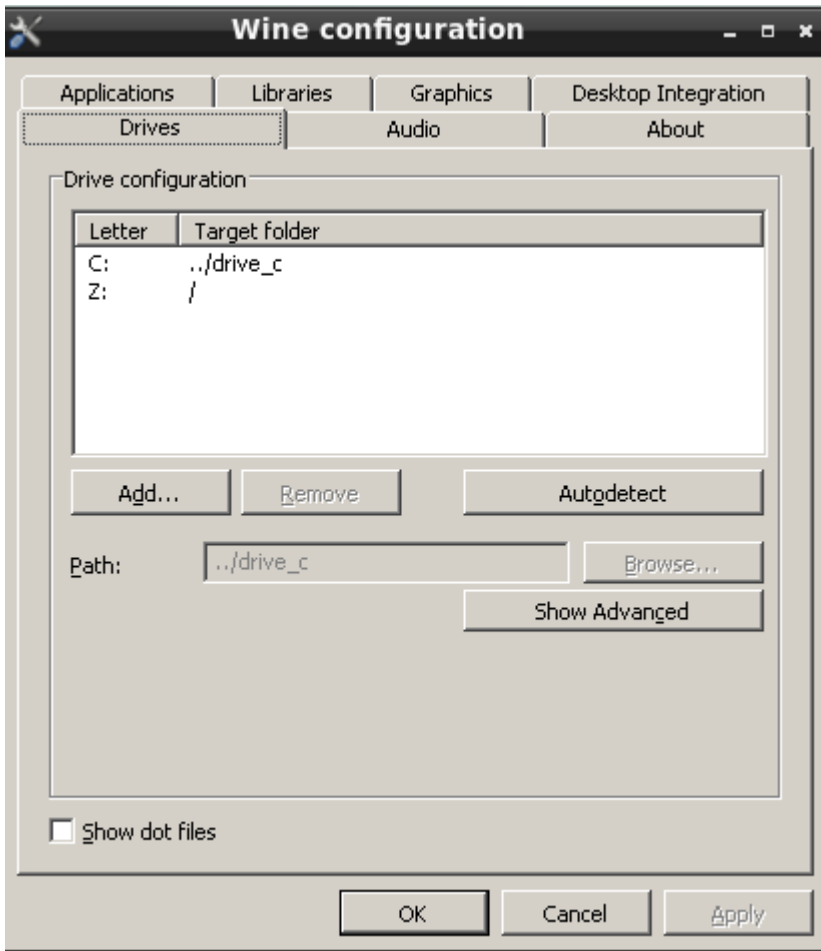 Wine configuration
Applications Libraries Graphics Desktop Integration
Drives Audio About
Drive configuration
Letter Target folder
C: ../drive_c
Z: /
Add... Remove Autodetect
Path: ../drive_c Browse...
Show Advanced
Show dot files
OK Cancel Apply